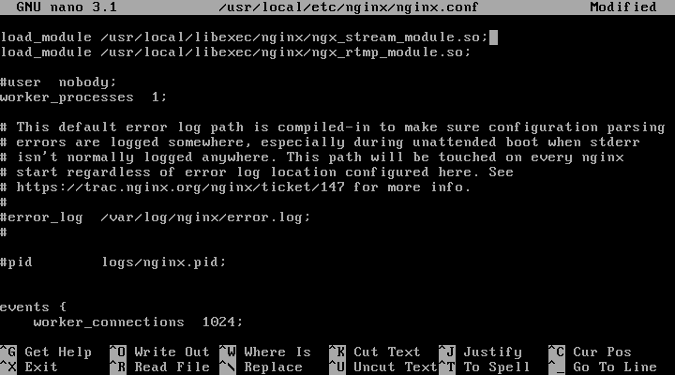 GNU nano 3.1 /usr/local/etc/nginx/nginx.conf Modified
load_module /usr/local/libexec/nginx/ngx_stream_module.so;
load_module /usr/local/libexec/nginx/ngx_rtmp_module.so;
#user nobody;
worker_processes 1;
# This default error log path is compiled-in to make sure configuration parsing
# errors are logged somewhere, especially during unattended boot when stderr
# isn't normally logged anywhere. This path will be touched on every nginx
# start regardless of error log location configured here. See
# https://trac.nginx.org/nginx/ticket/147 for more info.
#
#error_log /var/log/nginx/error.log;
#
#pid logs/nginx.pid;
events {
worker_connections 1024;
^G Get Help ^O Write Out ^W Where Is ^K Cut Text ^J Justify ^C Cur Pos
^X Exit ^R Read File ^\ Replace ^U Uncut Text ^T To Spell ^_ Go To Line